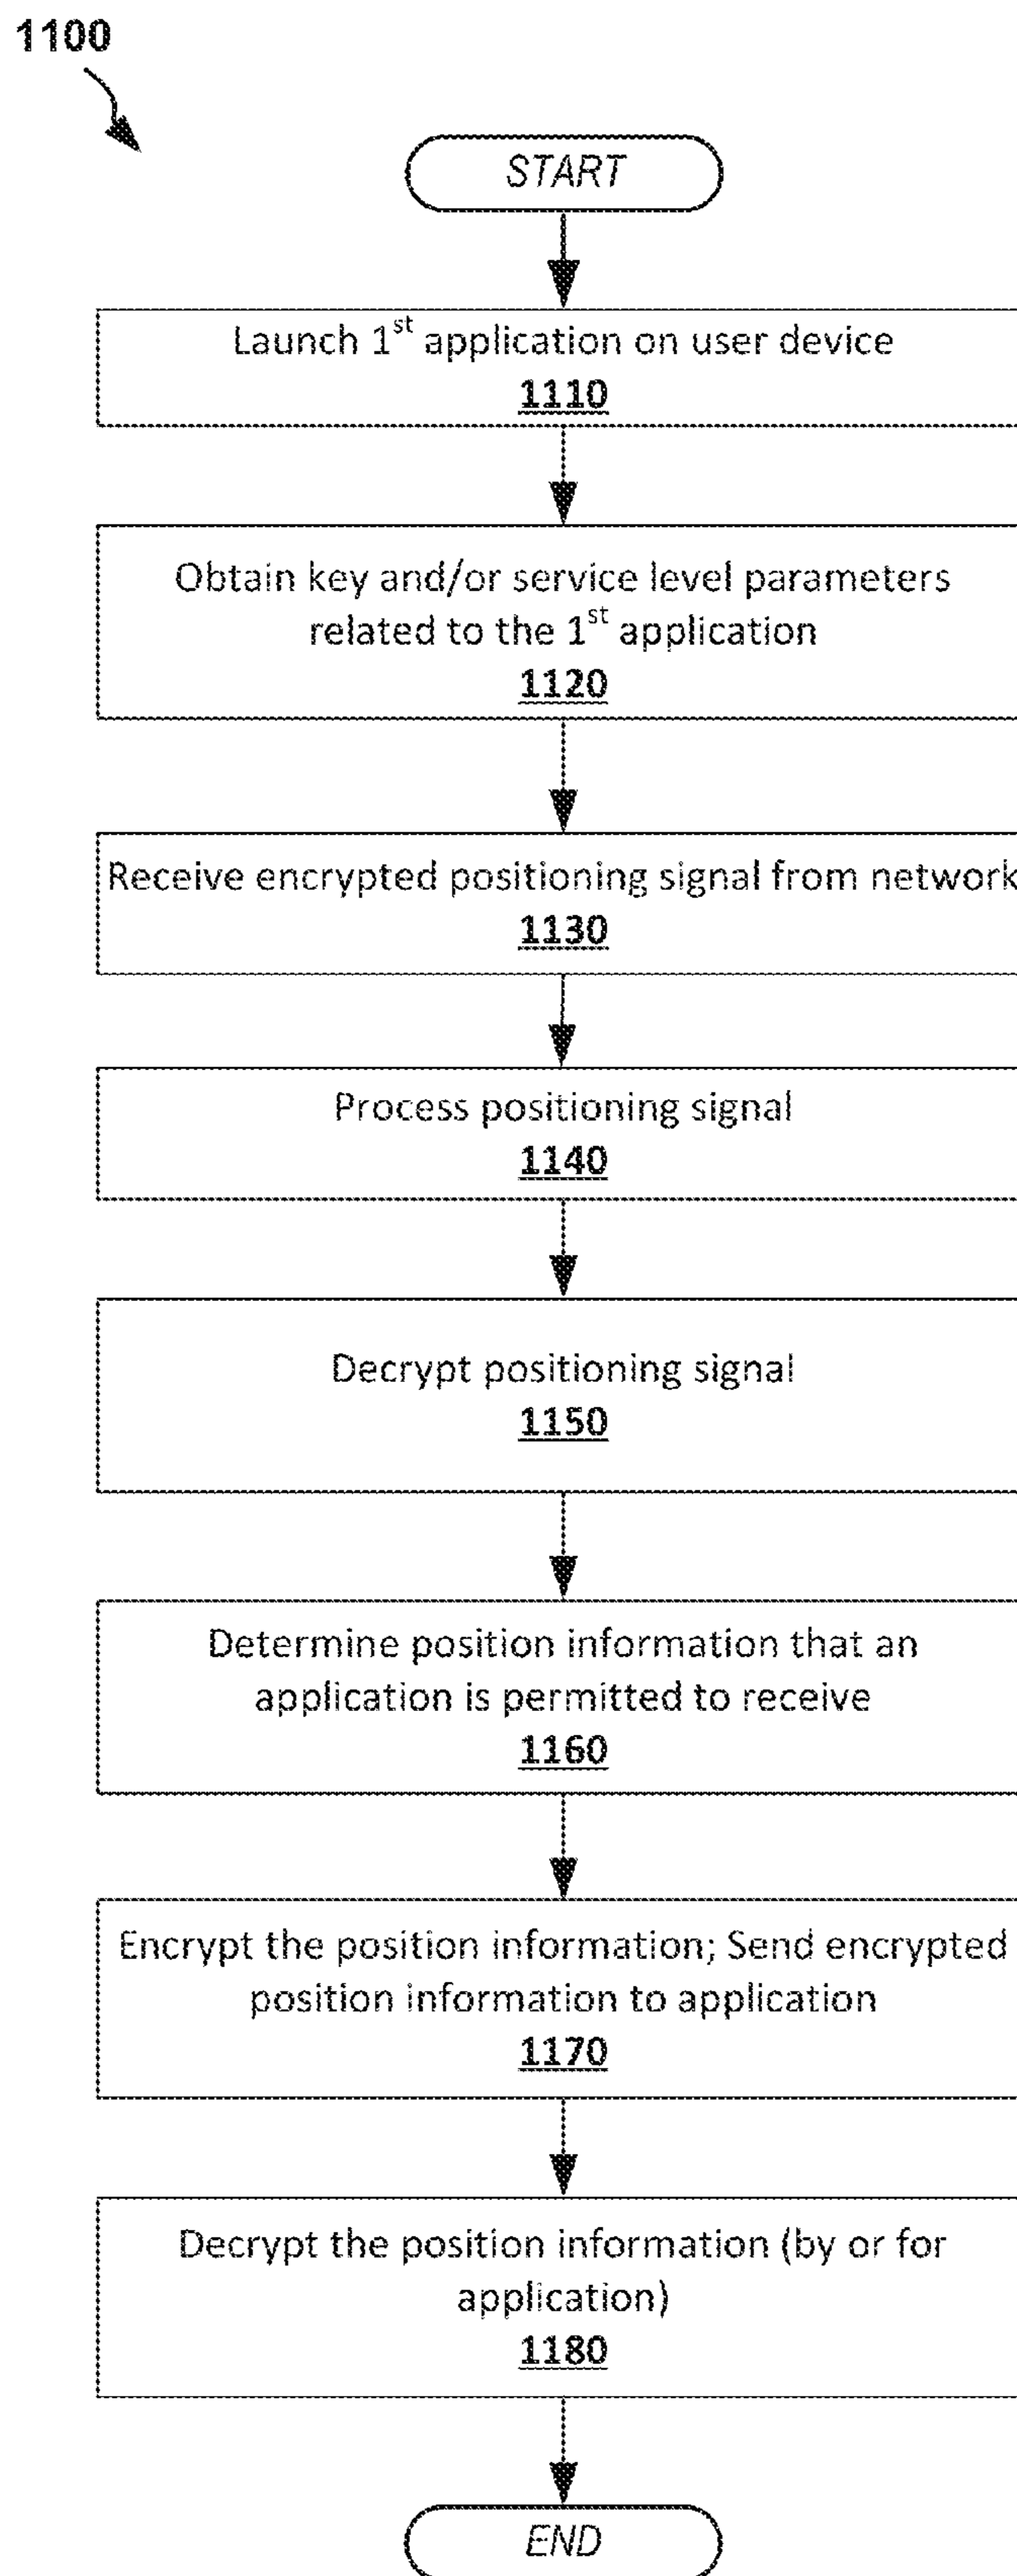 1100
START
Launch 1st application on user device
1110
Obtain key and/or service level parameters
related to the 1st application
1120
Receive encrypted positioning signal from network
1130
Process positioning signal
1140
Decrypt positioning signal
1150
Determine position information that an
application is permitted to receive
1160
Encrypt the position information; Send encrypted
position information to application
1170
Decrypt the position information (by or for
application)
1180
END